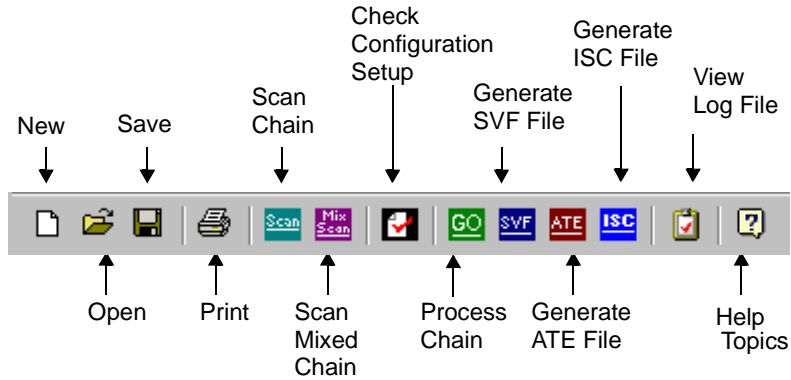 Check
Configuration
Setup
Generate
ISC File
View
Log File
Generate
SVF File
Scan
Chain
New
Save
Scan
Mix
Scan
GO
SVF
ATE
ISC
Open
Print
Scan
Mixed
Chain
Process
Chain
Generate
ATE File
Help
Topics